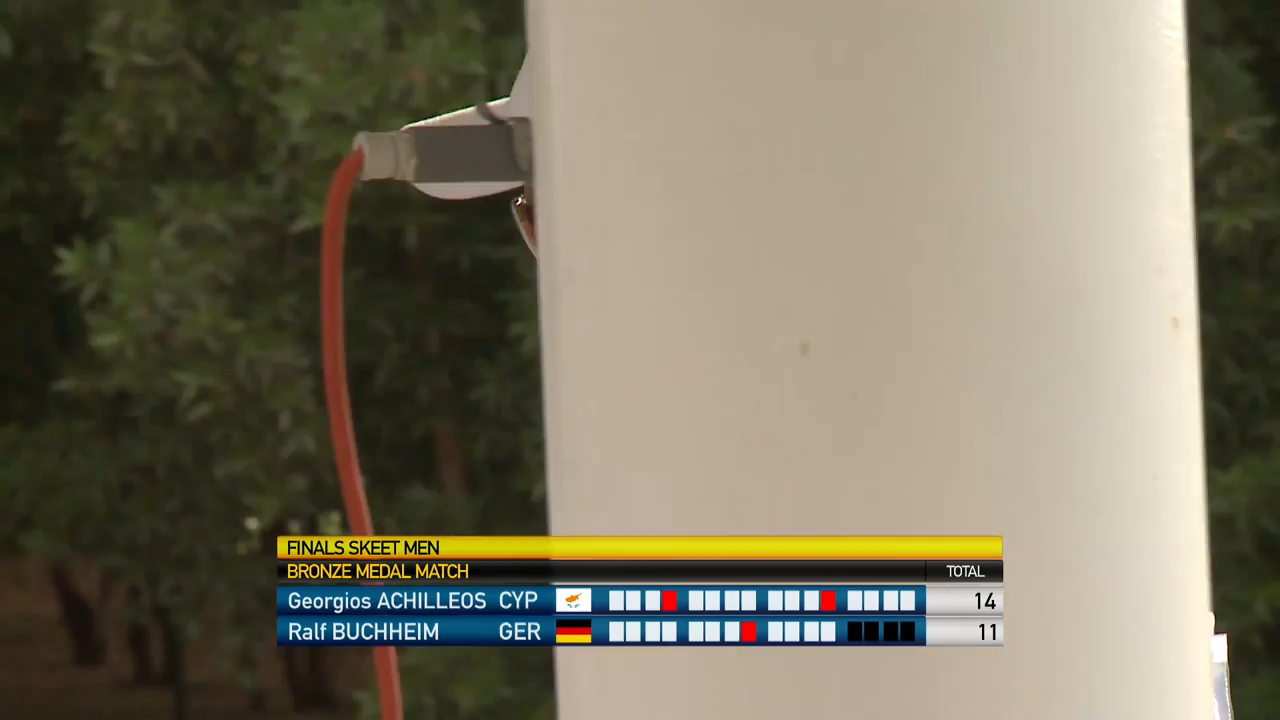 FINALS SKEET MEN
BRONZE MEDAL MATCH TOTAL
Georgios ACHILLEOS CYP 14
Ralf BUCHHEIM GER 11